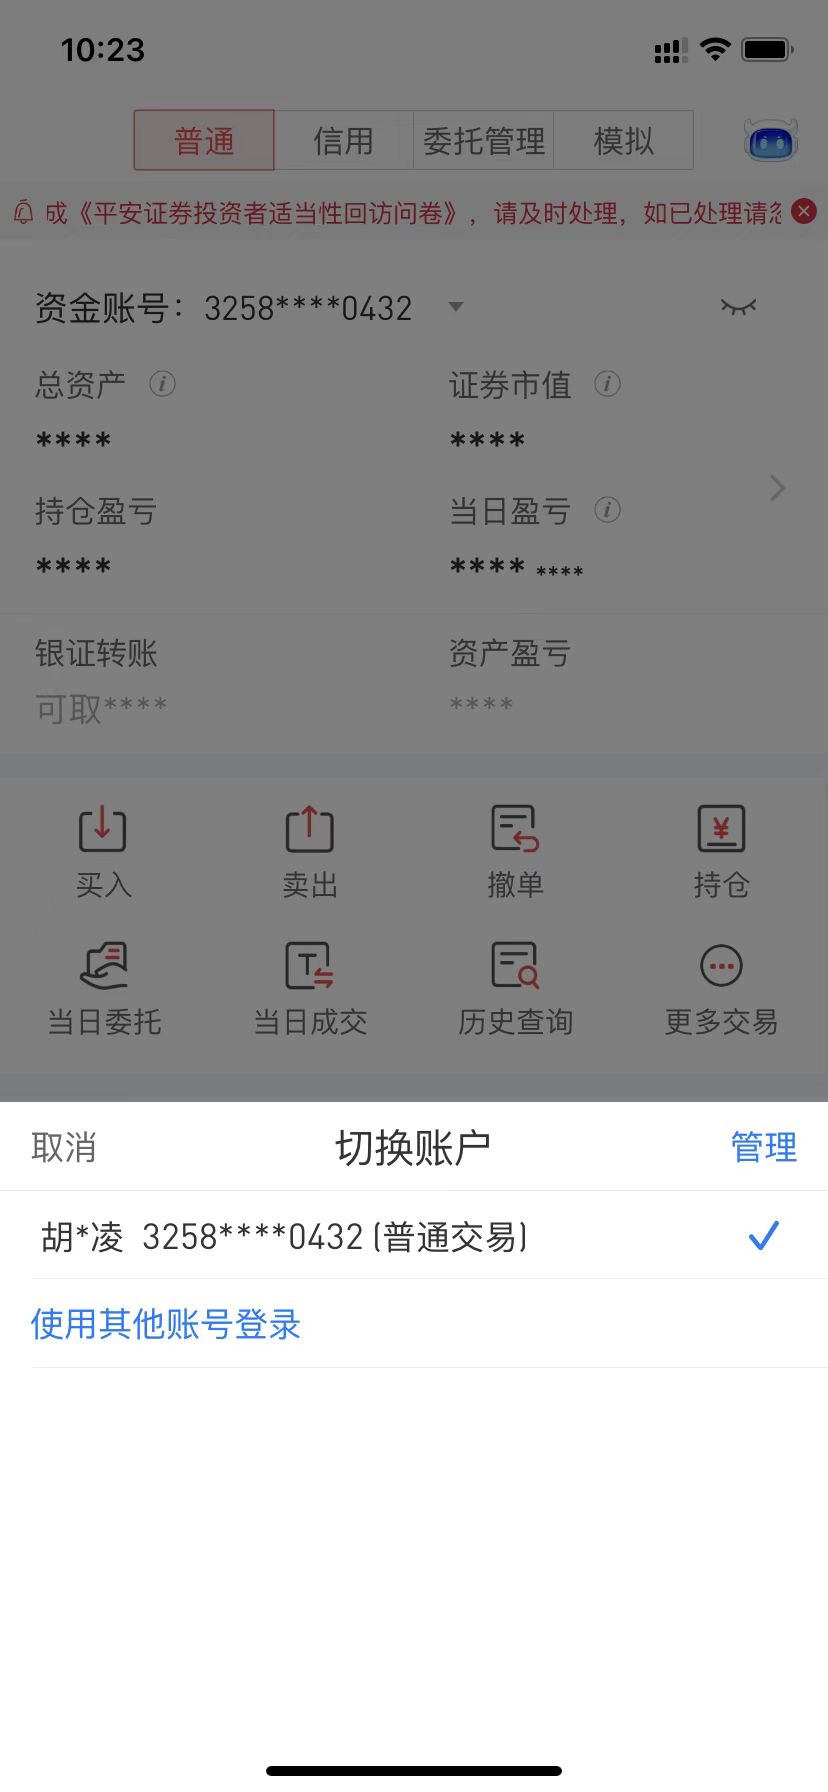 10:23
普通 信用 委托管理 模拟
成《平安证券投资者适当性回访问卷》，请及时处理，如已处理请忽
资金账号：3258****0432
总资产 i 证券市值 i
**** ****
持仓盈亏 当日盈亏 i
**** **** ****
银证转账 资产盈亏
可取**** ****
买入 卖出 撤单 持仓
当日委托 当日成交 历史查询 更多交易
取消 切换账户 管理
胡*凌 3258****0432 (普通交易)
使用其他账号登录